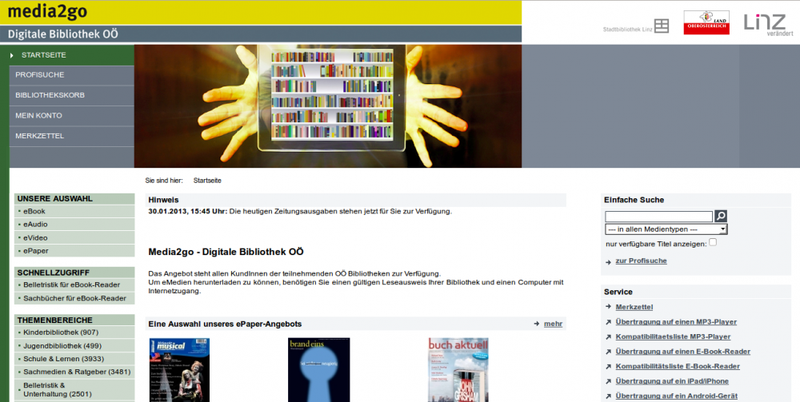 media2go
Digitale Bibliothek OÖ
Stadtbibliothek Linz
LAND
OBERÖSTERREICH
Linz
verändert
STARTSEITE
PROFISUCHE
BIBLIOTHEKSKORB
MEIN KONTO
MERKZETTEL
Sie sind hier: Startseite
UNSERE AUSWAHL
eBook
eAudio
eVideo
ePaper
SCHNELLZUGRIFF
Belletristik für eBook-Reader
Sachbücher für eBook-Reader
THEMENBEREICHE
Kinderbibliothek (907)
Jugendbibliothek (499)
Schule & Lernen (3933)
Sachmedien & Ratgeber (3481)
Belletristik &
Unterhaltung (2501)
Hinweis
30.01.2013, 15:45 Uhr: Die heutigen Zeitungsausgaben stehen jetzt für Sie zur Verfügung.
Media2go - Digitale Bibliothek OÖ
Das Angebot steht allen KundInnen der teilnehmenden OÖ Bibliotheken zur Verfügung.
Um eMedien herunterladen zu können, benötigen Sie einen gültigen Leseausweis Ihrer Bibliothek und einen Computer mit
Internetzugang.
Eine Auswahl unseres ePaper-Angebots
mehr
musical
brand eins
buch aktuell
JOHN
GRISHAM
Einfache Suche
--- in allen Medientypen ---
nur verfügbare Titel anzeigen:
zur Profisuche
Service
Merkzettel
Übertragung auf einen MP3-Player
Kompatibilitaetsliste MP3-Player
Übertragung auf einen E-Book-Reader
Kompatibilitätsliste E-Book-Reader
Übertragung auf ein iPad/iPhone
Übertragung auf ein Android-Gerät